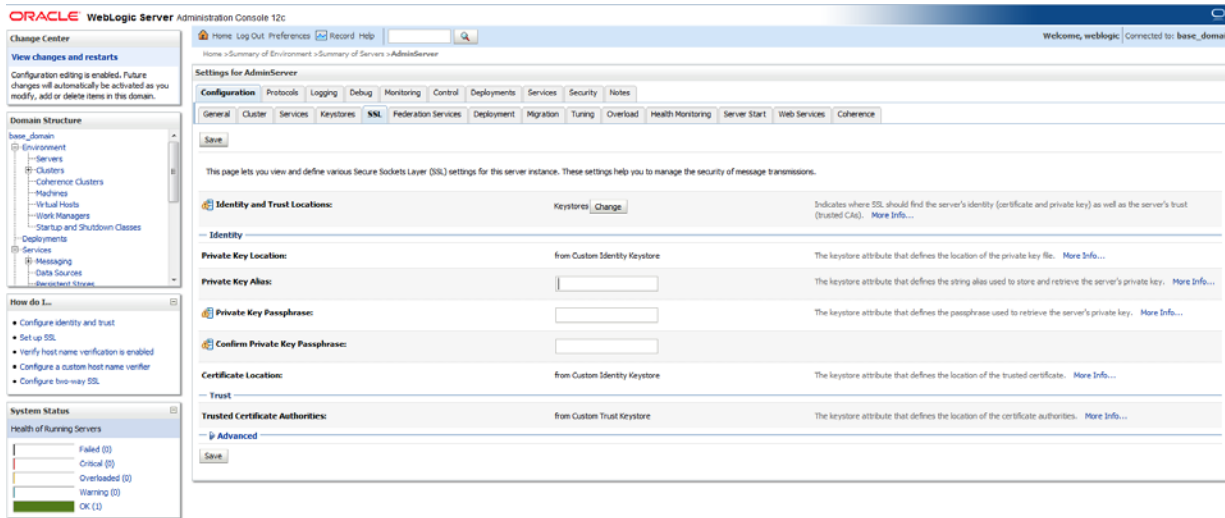 ORACLE WebLogic Server Administration Console 12c
Change Center
View changes and restarts
Configuration editing is enabled. Future
changes will automatically be activated as you
modify, add or delete items in this domain.
Domain Structure
base_domain
Environment
Servers
Clusters
Coherence Clusters
Machines
Virtual Hosts
Work Managers
Startup and Shutdown Classes
Deployments
Services
Messaging
Data Sources
Persistent Stores
How do I...
Configure identity and trust
Set up SSL
Verify host name verification is enabled
Configure a custom host name verifier
Configure two-way SSL
System Status
Health of Running Servers
Failed (0)
Critical (0)
Overloaded (0)
Warning (0)
OK (1)
Home Log Out Preferences Record Help
Welcome, weblogic Connected to: base_domai
Home >Summary of Environment >Summary of Servers >AdminServer
Settings for AdminServer
Configuration Protocols Logging Debug Monitoring Control Deployments Services Security Notes
General Cluster Services Keystores SSL Federation Services Deployment Migration Tuning Overload Health Monitoring Server Start Web Services Coherence
Save
This page lets you view and define various Secure Sockets Layer (SSL) settings for this server instance. These settings help you to manage the security of message transmissions.
Identity and Trust Locations: Keystores Change Indicates where SSL should find the server's identity (certificate and private key) as well as the server's trust
(trusted CAs). More Info...
Identity
Private Key Location: from Custom Identity Keystore The keystore attribute that defines the location of the private key file. More Info...
Private Key Alias: The keystore attribute that defines the string alias used to store and retrieve the server's private key. More Info...
Private Key Passphrase: The keystore attribute that defines the passphrase used to retrieve the server's private key. More Info...
Confirm Private Key Passphrase:
Certificate Location: from Custom Identity Keystore The keystore attribute that defines the location of the trusted certificate. More Info...
Trust
Trusted Certificate Authorities: from Custom Trust Keystore The keystore attribute that defines the location of the certificate authorities. More Info...
Advanced
Save